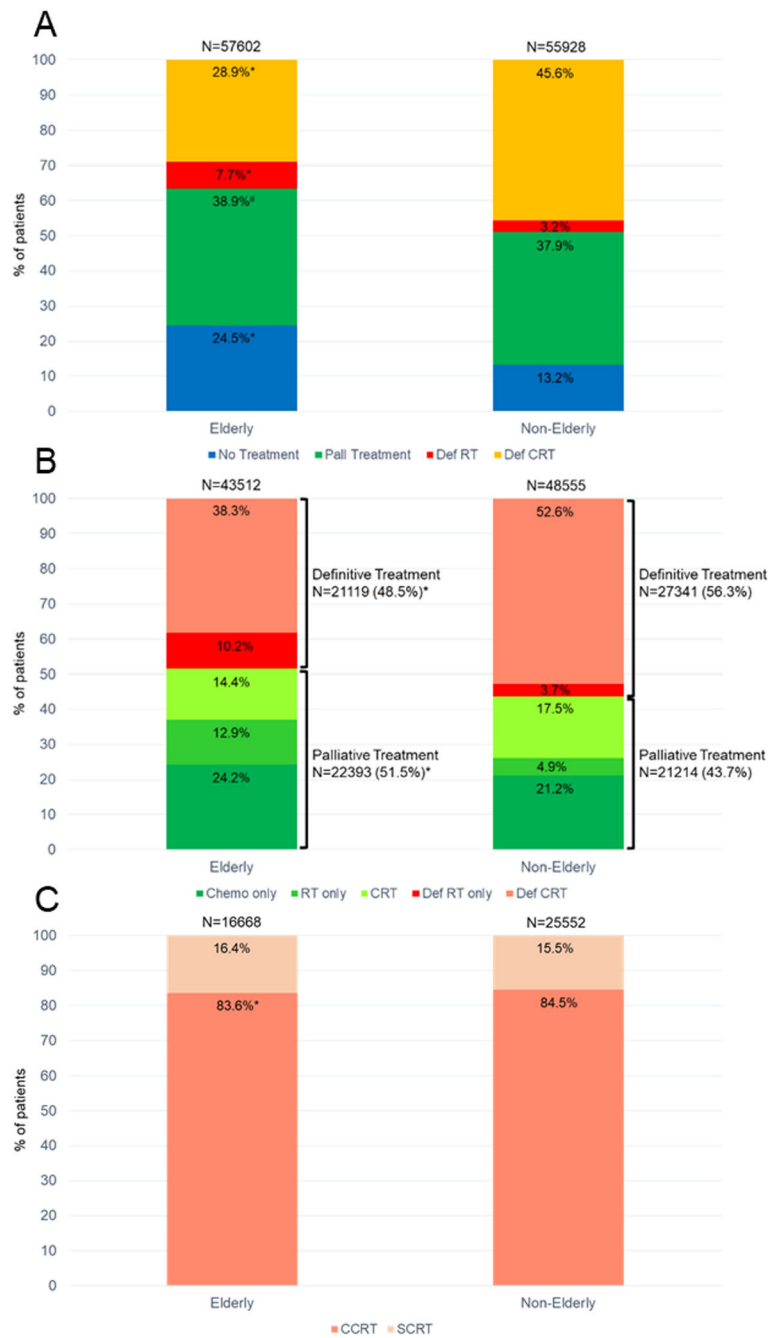 A
N=57602
N=55928
100
90
80
70
60
50
40
30
20
10
0
% of patients
28.9%*
7.7%*
38.9%#
24.5%*
45.6%
3.2%
37.9%
13.2%
Elderly
Non-Elderly
No Treatment Pall Treatment Def RT Def CRT
B
N=43512
N=48555
100
90
80
70
60
50
40
30
20
10
0
% of patients
38.3%
10.2%
14.4%
12.9%
24.2%
Definitive Treatment
N=21119 (48.5%)*
Palliative Treatment
N=22393 (51.5%)*
52.6%
3.7%
17.5%
4.9%
21.2%
Definitive Treatment
N=27341 (56.3%)
Palliative Treatment
N=21214 (43.7%)
Elderly
Non-Elderly
Chemo only RT only CRT Def RT only Def CRT
C
N=16668
N=25552
100
90
80
70
60
50
40
30
20
10
0
% of patients
16.4%
83.6%*
15.5%
84.5%
Elderly
Non-Elderly
CCRT SCRT